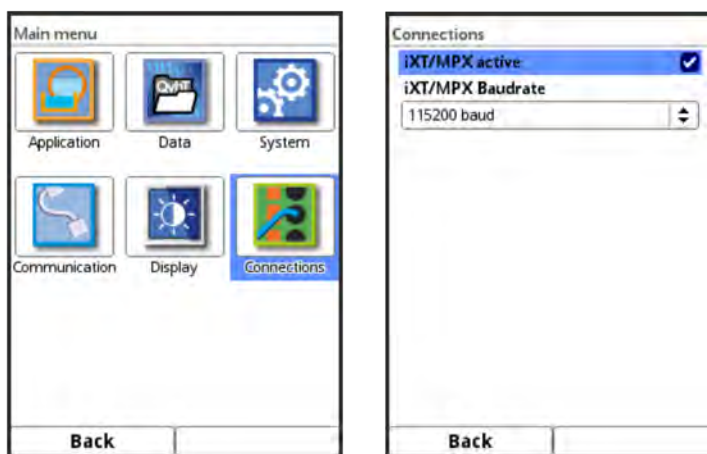 Main menu
QvhT
Application
Data
System
Communication
Display
Connections
Back
Connections
iXT/MPX active
iXT/MPX Baudrate
115200 baud
Back